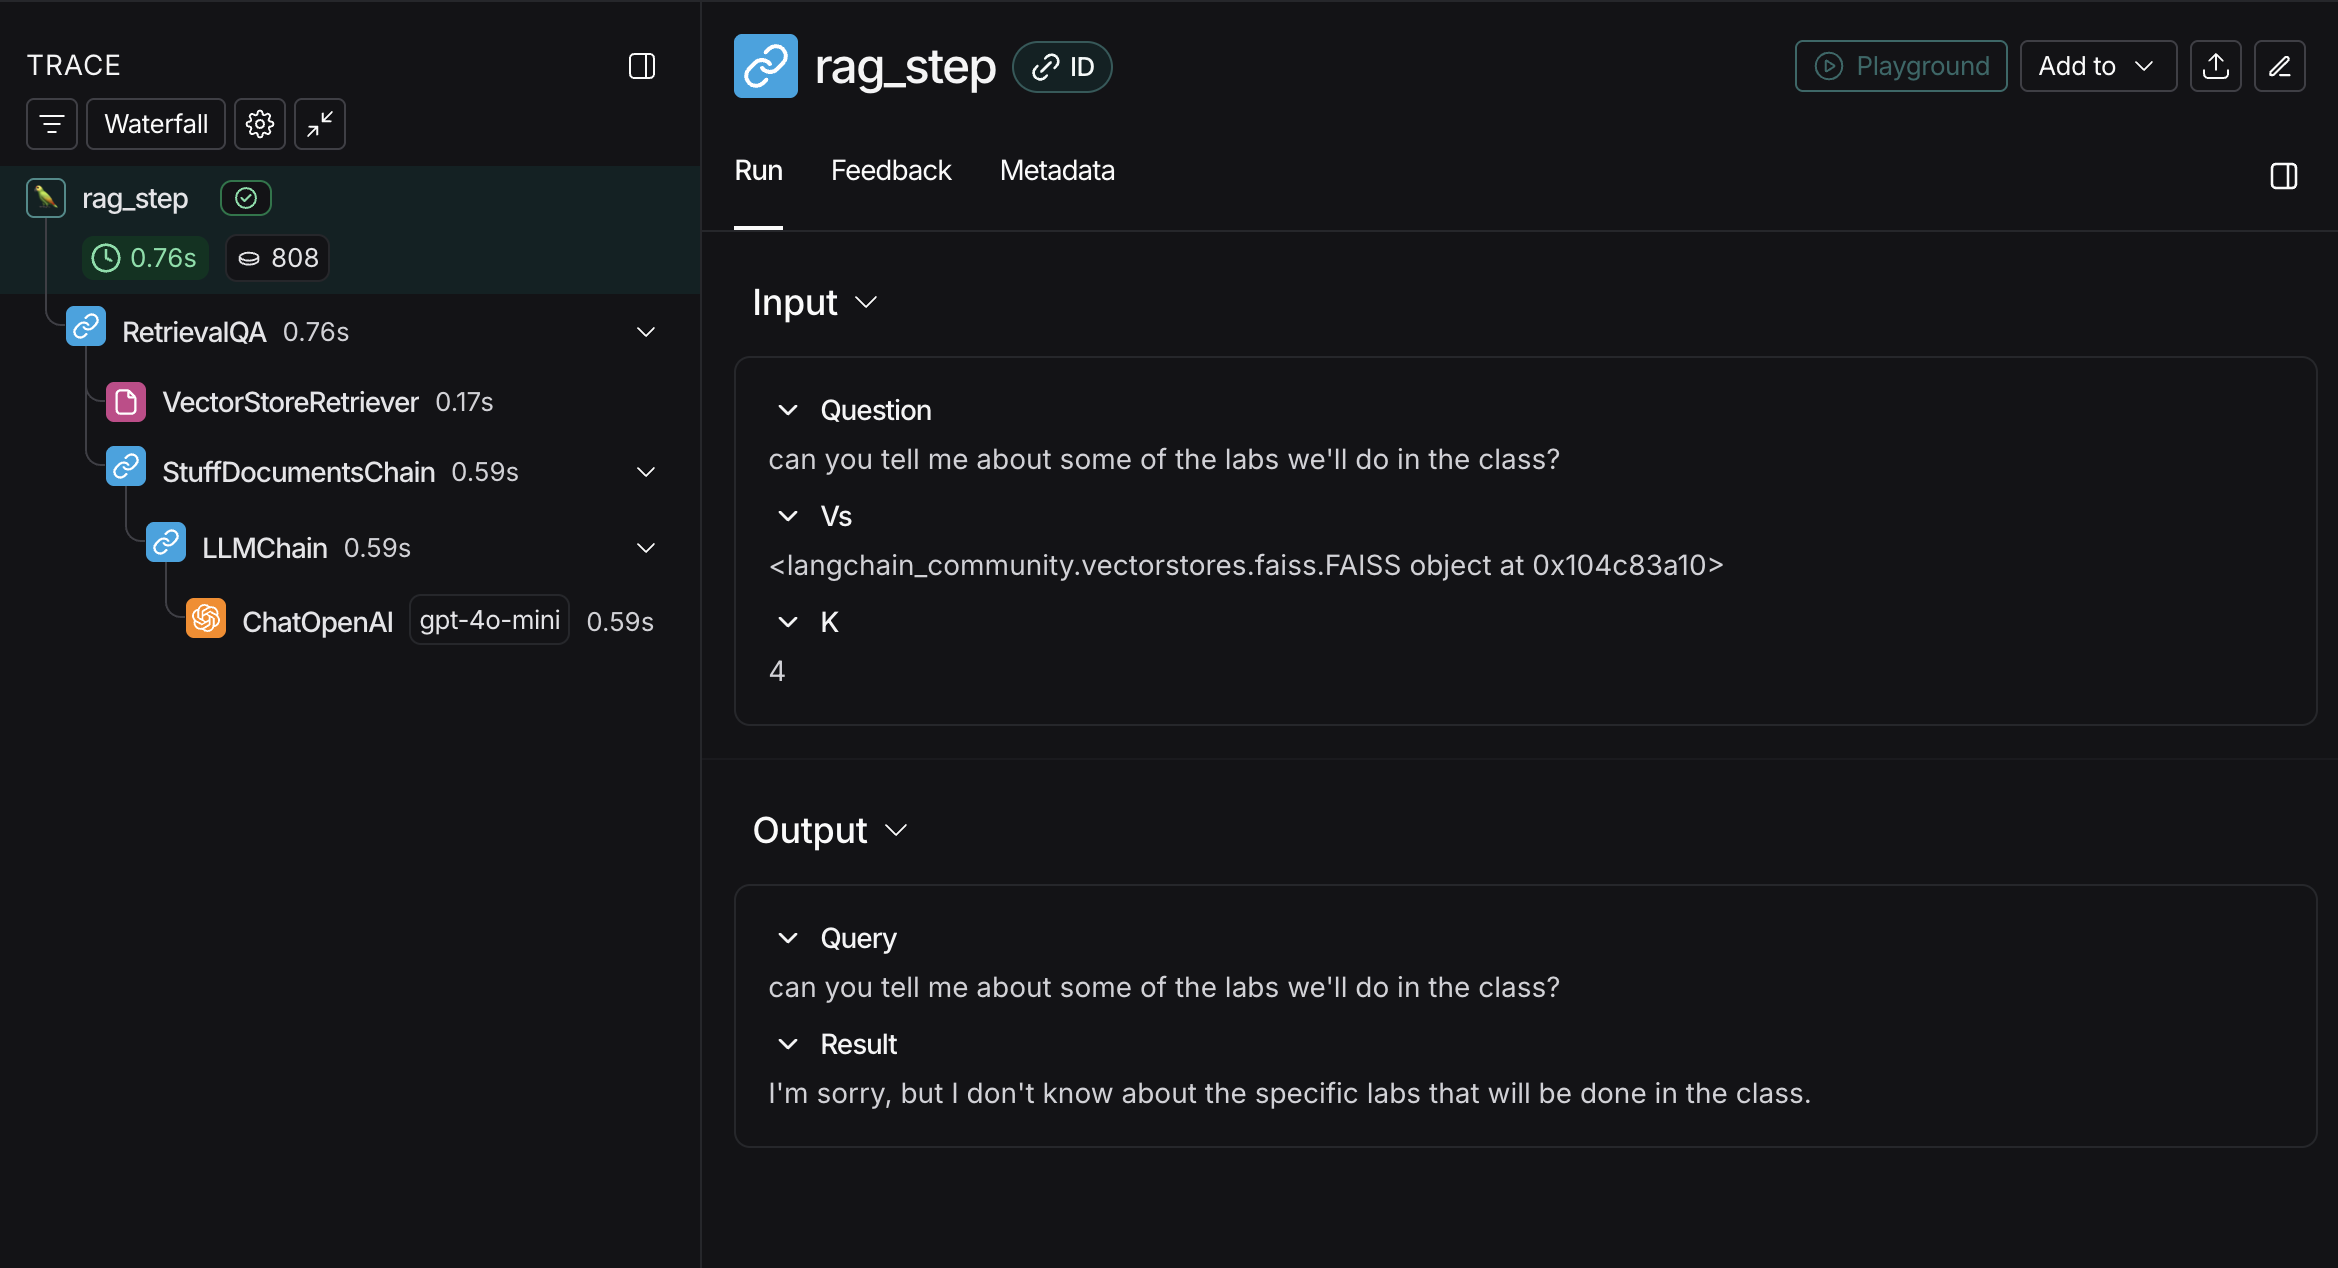 TRACE
Waterfall
rag_step
0.76s 808
RetrievalQA 0.76s
VectorStoreRetriever 0.17s
StuffDocumentsChain 0.59s
LLMChain 0.59s
ChatOpenAI gpt-4o-mini 0.59s
rag_step ID
Playground Add to
Run Feedback Metadata
Input
Question
can you tell me about some of the labs we'll do in the class?
Vs
<langchain_community.vectorstores.faiss.FAISS object at 0x104c83a10>
K
4
Output
Query
can you tell me about some of the labs we'll do in the class?
Result
I'm sorry, but I don't know about the specific labs that will be done in the class.